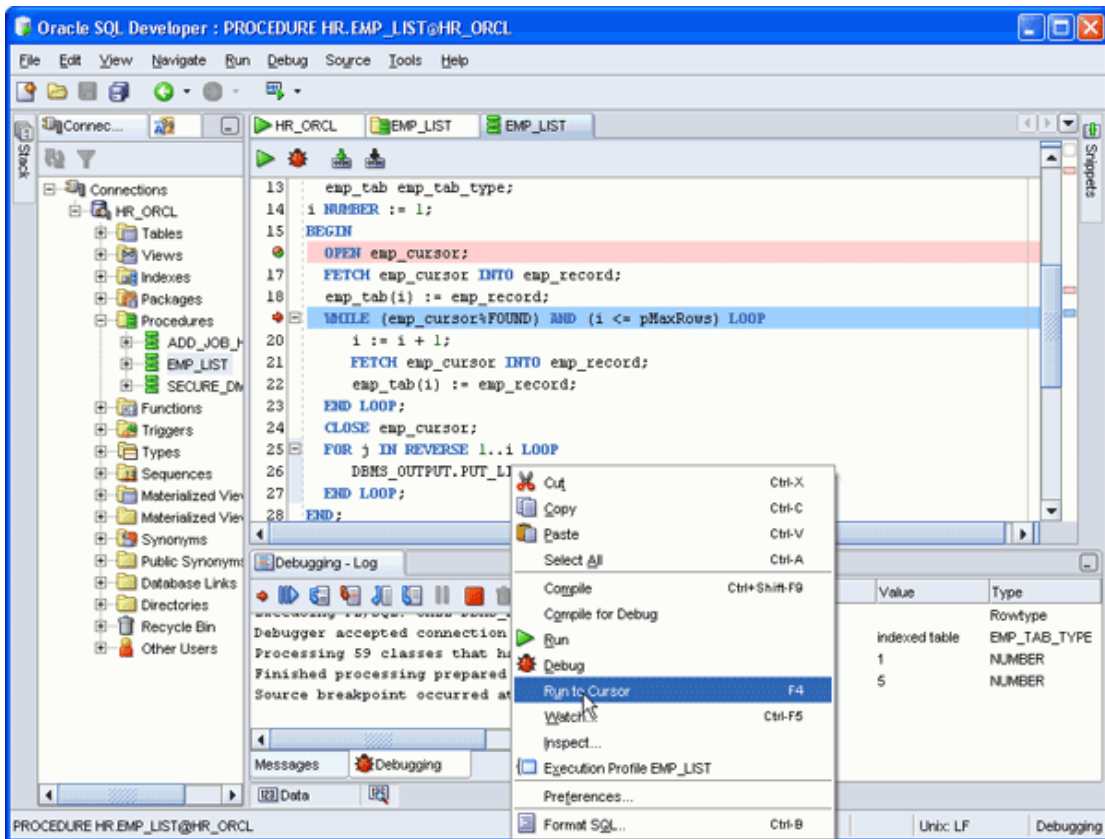 Oracle SQL Developer : PROCEDURE HR.EMP_LIST@HR_ORCL
File Edit View Navigate Run Debug Source Tools Help
Connec...
HR_ORCL
EMP_LIST
EMP_LIST
Stack
Snippets
Connections
HR_ORCL
Tables
Views
Indexes
Packages
Procedures
ADD_JOB_H
EMP_LIST
SECURE_DM
Functions
Triggers
Types
Sequences
Materialized View
Materialized View
Synonyms
Public Synonyms
Database Links
Directories
Recycle Bin
Other Users
13 emp_tab emp_tab_type;
14 i NUMBER := 1;
15 BEGIN
OPEN emp_cursor;
17 FETCH emp_cursor INTO emp_record;
18 emp_tab(i) := emp_record;
WHILE (emp_cursor%FOUND) AND (i <= pMaxRows) LOOP
20 i := i + 1;
21 FETCH emp_cursor INTO emp_record;
22 emp_tab(i) := emp_record;
23 END LOOP;
24 CLOSE emp_cursor;
25 FOR j IN REVERSE 1..i LOOP
26 DBMS_OUTPUT.PUT_LI
27 END LOOP;
28 END;
Debugging - Log
Debugger accepted connection
Processing 59 classes that ha
Finished processing prepared
Source breakpoint occurred at
Messages
Debugging
Data
Cut Ctrl-X
Copy Ctrl-C
Paste Ctrl-V
Select All Ctrl-A
Compile Ctrl+Shift-F9
Compile for Debug
Run
Debug
Run to Cursor F4
Watch... Ctrl-F5
Inspect...
Execution Profile EMP_LIST
Preferences...
Format SQL... Ctrl-B
Value Type
Rowtype
indexed table EMP_TAB_TYPE
1 NUMBER
5 NUMBER
PROCEDURE HR.EMP_LIST@HR_ORCL
Unix: LF
Debugging